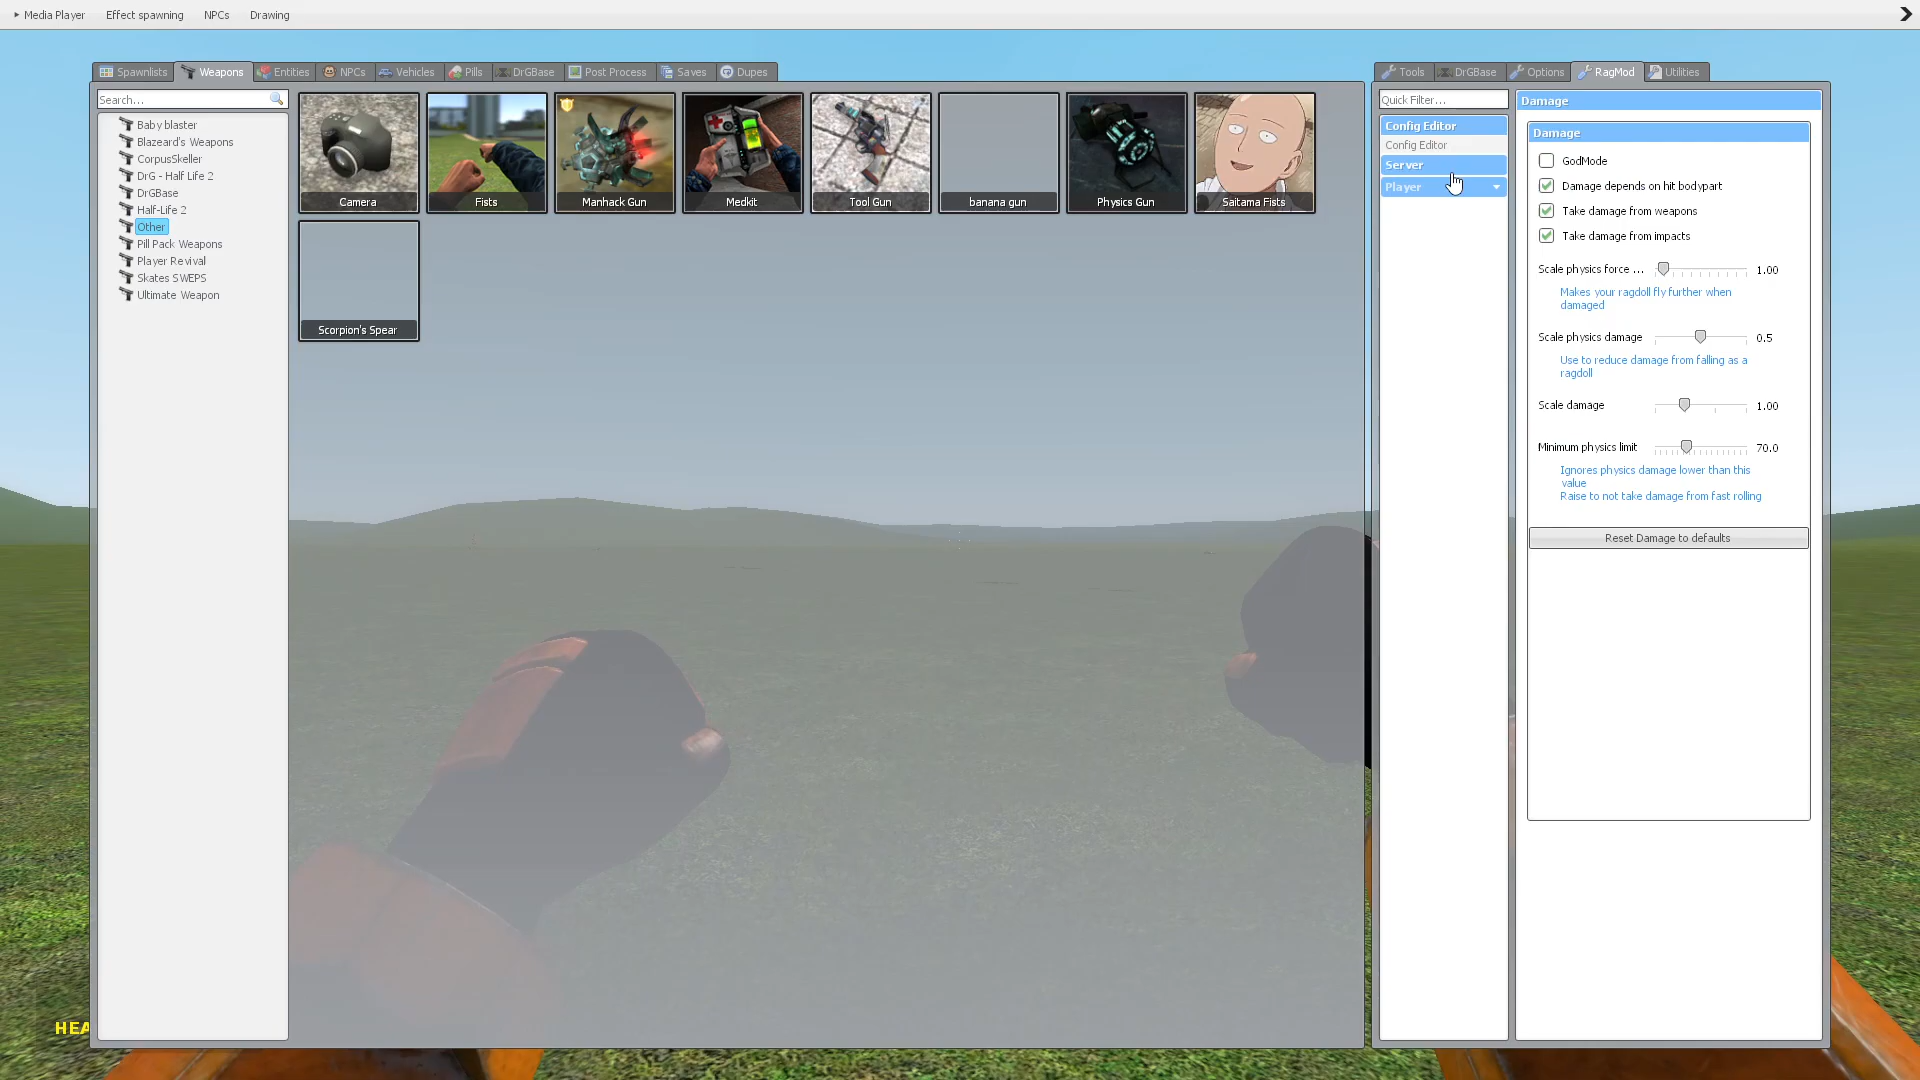 Media Player
Effect spawning
NPCs
Drawing
Spawnlists
Weapons
Entities
NPCs
Vehicles
Pills
DrGBase
Post Process
Saves
Dupes
Tools
DrGBase
Options
RagMod
Utilities
Search...
Baby blaster
Blazeard's Weapons
CorpusSkeller
DrG - Half Life 2
DrGBase
Half-Life 2
Other
Pill Pack Weapons
Player Revival
Skates SWEPS
Ultimate Weapon
Camera
Fists
Manhack Gun
Medkit
Tool Gun
banana gun
Physics Gun
Saitama Fists
Scorpion's Spear
Quick Filter...
Config Editor
Config Editor
Server
Player
Damage
Damage
GodMode
Damage depends on hit bodypart
Take damage from weapons
Take damage from impacts
Scale physics force ... 1.00
Makes your ragdoll fly further when
damaged
Scale physics damage 0.5
Use to reduce damage from falling as a
ragdoll
Scale damage 1.00
Minimum physics limit 70.0
Ignores physics damage lower than this
value
Raise to not take damage from fast rolling
Reset Damage to defaults
HEA